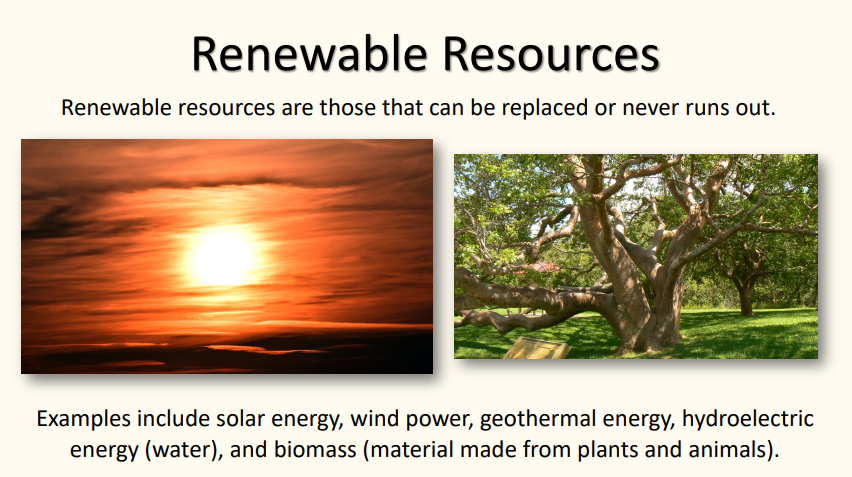 Renewable Resources
Renewable resources are those that can be replaced or never runs out.
Examples include solar energy, wind power, geothermal energy, hydroelectric
energy (water), and biomass (material made from plants and animals).